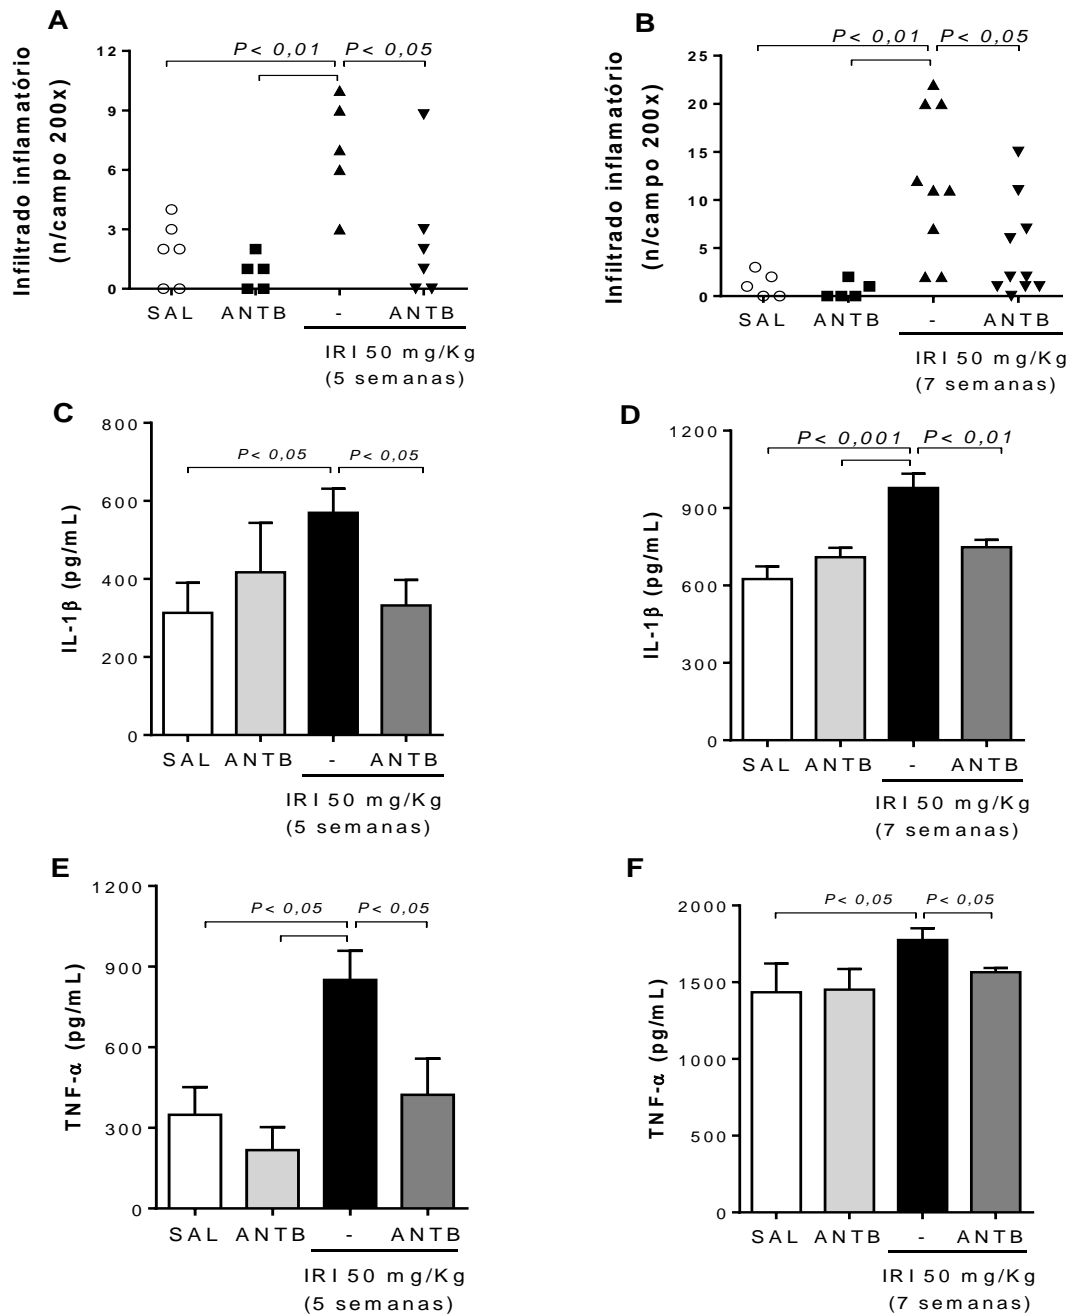 A
P< 0,01
P< 0,05
Infiltrado inflamatório
(n/campo 200x)
12
9
6
3
0
SAL
ANTB
-
ANTB
IRI 50 mg/Kg
(5 semanas)
B
P< 0,01
P< 0,05
Infiltrado inflamatório
(n/campo 200x)
25
20
15
10
5
0
SAL
ANTB
-
ANTB
IRI 50 mg/Kg
(7 semanas)
C
P< 0,05
P< 0,05
IL-1β (pg/mL)
800
600
400
200
0
SAL
ANTB
-
ANTB
IRI 50 mg/Kg
(5 semanas)
D
P< 0,001
P< 0,01
IL-1β (pg/mL)
1200
900
600
300
0
SAL
ANTB
-
ANTB
IRI 50 mg/Kg
(7 semanas)
E
P< 0,05
P< 0,05
TNF-α (pg/mL)
1200
900
600
300
0
SAL
ANTB
-
ANTB
IRI 50 mg/Kg
(5 semanas)
F
P< 0,05
P< 0,05
TNF-α (pg/mL)
2000
1500
1000
500
0
SAL
ANTB
-
ANTB
IRI 50 mg/Kg
(7 semanas)